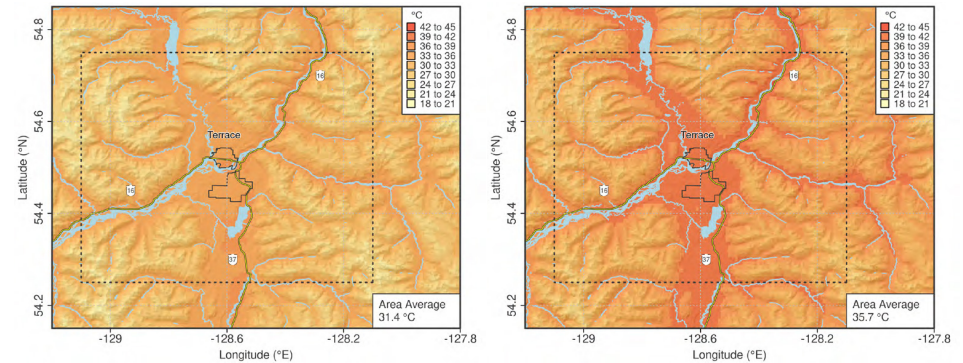 °C
42 to 45
39 to 42
36 to 39
33 to 36
30 to 33
27 to 30
24 to 27
21 to 24
18 to 21
54.8
54.6
54.4
54.2
Latitude (°N)
16
Terrace
16
37
Area Average
31.4 °C
-129
-128.6
-128.2
-127.8
Longitude (°E)
°C
42 to 45
39 to 42
36 to 39
33 to 36
30 to 33
27 to 30
24 to 27
21 to 24
18 to 21
54.8
54.6
54.4
54.2
Latitude (°N)
16
Terrace
16
37
Area Average
35.7 °C
-129
-128.6
-128.2
-127.8
Longitude (°E)